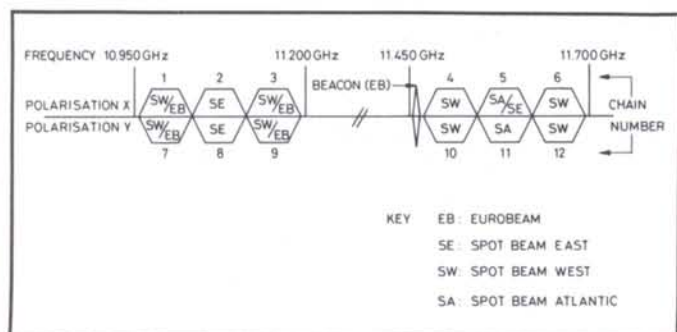 FREQUENCY 10.950 GHz 11.200 GHz 11.450 GHz 11.700 GHz
1 2 3 BEACON (EB) 4 5 6
POLARISATION X SW/EB SE SW/EB SW SA/SE SW CHAIN
POLARISATION Y SW/EB SE SW/EB SW SA SW NUMBER
7 8 9 10 11 12
KEY EB: EUROBEAM
SE: SPOT BEAM EAST
SW: SPOT BEAM WEST
SA: SPOT BEAM ATLANTIC